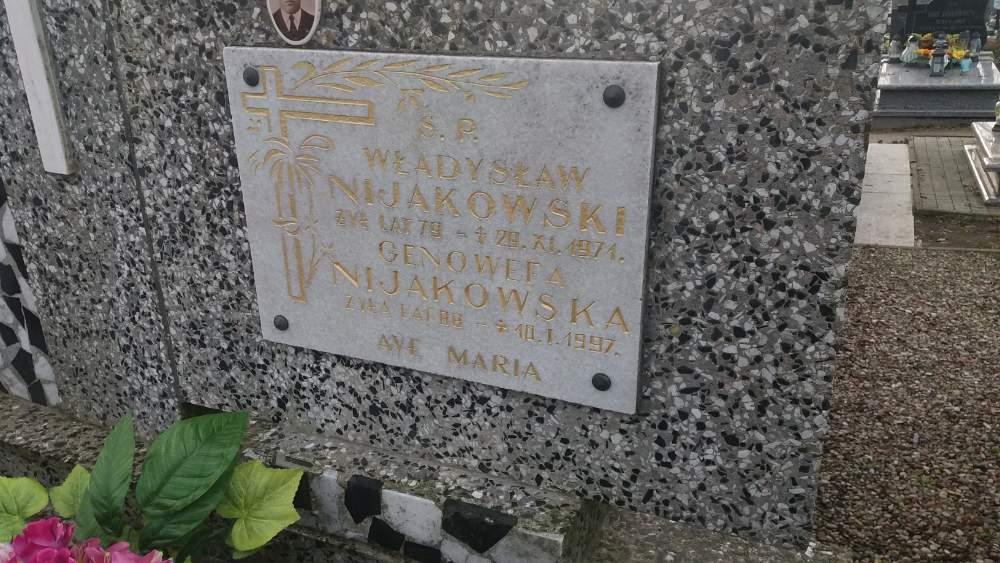 Ś. P.
WŁADYSŁAW
NIJAKOWSKI
ŻYŁ LAT 79 - † 29. XI. 1971.
GENOWEFA
NIJAKOWSKA
ŻYŁA LAT 88 - † 10. I. 1997.
AVE MARIA